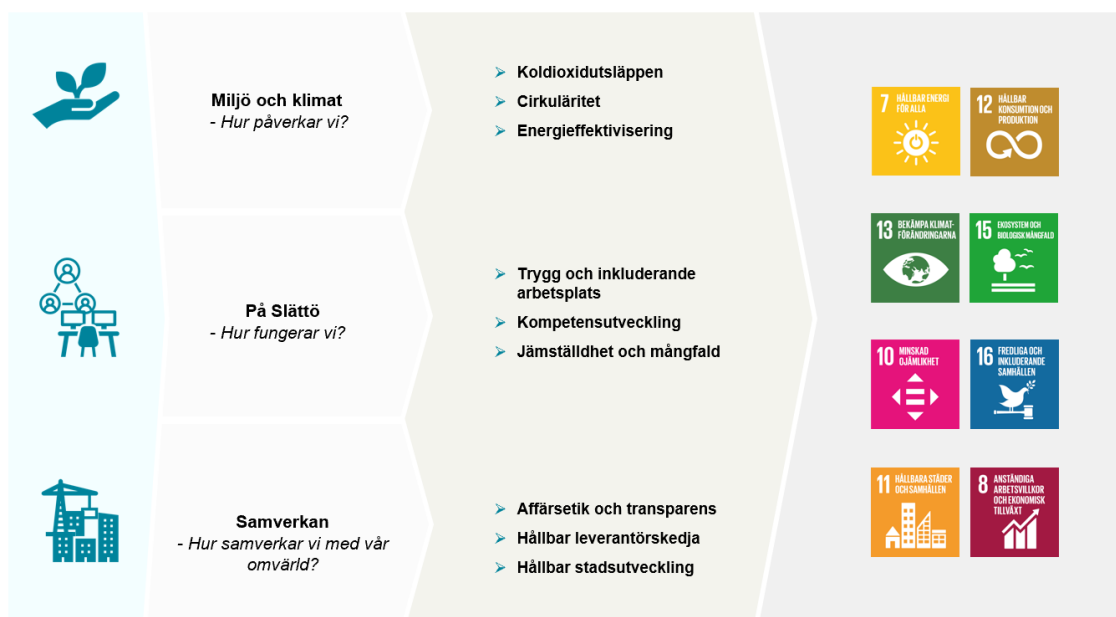 Miljö och klimat
- Hur påverkar vi?
➢ Koldioxidutsläppen
➢ Cirkuläritet
➢ Energieffektivisering
På Slättö
- Hur fungerar vi?
➢ Trygg och inkluderande
arbetsplats
➢ Kompetensutveckling
➢ Jämställdhet och mångfald
Samverkan
- Hur samverkar vi med vår
omvärld?
➢ Affärsetik och transparens
➢ Hållbar leverantörskedja
➢ Hållbar stadsutveckling
7 HÅLLBAR ENERGI
FÖR ALLA
12 HÅLLBAR
KONSUMTION OCH
PRODUKTION
13 BEKÄMPA KLIMAT-
FÖRÄNDRINGARNA
15 EKOSYSTEM OCH
BIOLOGISK MÅNGFALD
10 MINSKAD
OJÄMLIKHET
16 FREDLIGA OCH
INKLUDERANDE
SAMHÄLLEN
11 HÅLLBARA STÄDER
OCH SAMHÄLLEN
8 ANSTÄNDIGA
ARBETSVILLKOR
OCH EKONOMISK
TILLVÄXT